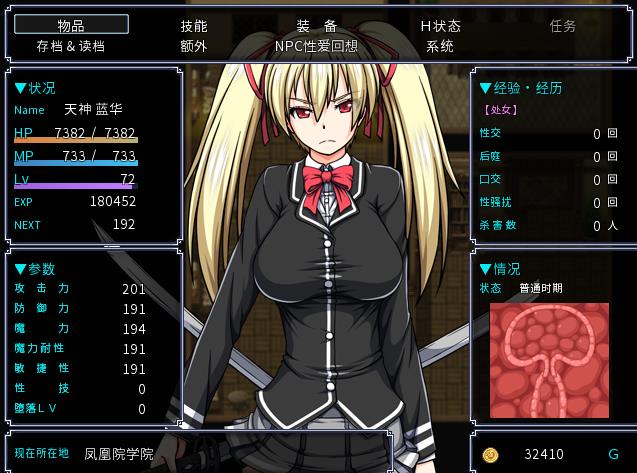 物品 技能 装备 H状态 任务
存档 & 读档 额外 NPC性爱回想 系统
▼状况
Name 天神 蓝华
HP 7382 / 7382
MP 733 / 733
Lv 72
EXP 180452
NEXT 192
▼参数
攻击力 201
防御力 191
魔力 194
魔力耐性 191
敏捷性 191
性技 0
堕落LV 0
现在所在地 凤凰院学院
▼经验・经历
【处女】
性交 0 回
后庭 0 回
口交 0 回
性骚扰 0 回
杀害数 0 人
▼情况
状态 普通时期
32410 G